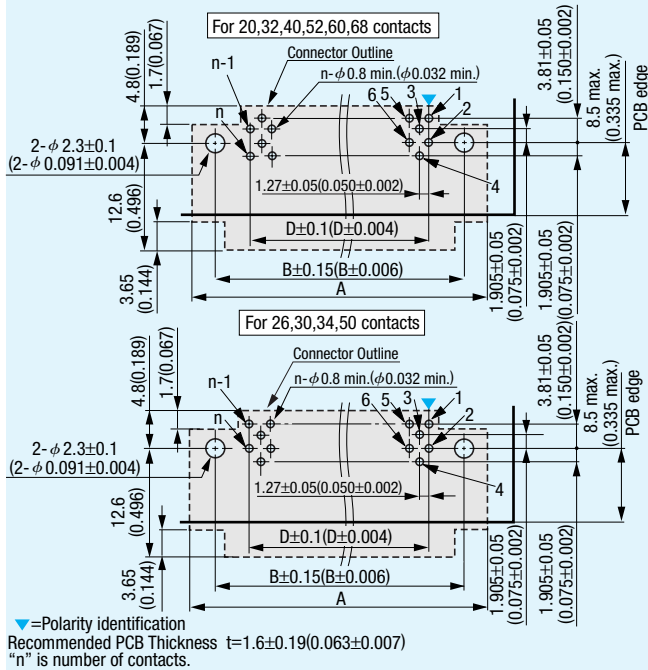 For 20,32,40,52,60,68 contacts
4.8(0.189)
1.7(0.067)
n-1
Connector Outline
n-φ0.8 min.(φ0.032 min.)
n
6
5
3
1
2
4
3.81±0.05
(0.150±0.002)
8.5 max.
(0.335 max.)
PCB edge
2-φ2.3±0.1
(2-φ0.091±0.004)
1.27±0.05(0.050±0.002)
12.6
(0.496)
D±0.1(D±0.004)
B±0.15(B±0.006)
A
3.65
(0.144)
1.905±0.05
(0.075±0.002)
1.905±0.05
(0.075±0.002)
For 26,30,34,50 contacts
4.8(0.189)
1.7(0.067)
n-1
Connector Outline
n-φ0.8 min.(φ0.032 min.)
n
6
5
3
1
2
4
3.81±0.05
(0.150±0.002)
8.5 max.
(0.335 max.)
PCB edge
2-φ2.3±0.1
(2-φ0.091±0.004)
1.27±0.05(0.050±0.002)
12.6
(0.496)
D±0.1(D±0.004)
B±0.15(B±0.006)
A
3.65
(0.144)
1.905±0.05
(0.075±0.002)
1.905±0.05
(0.075±0.002)
=Polarity identification
Recommended PCB Thickness t=1.6±0.19(0.063±0.007)
“n” is number of contacts.